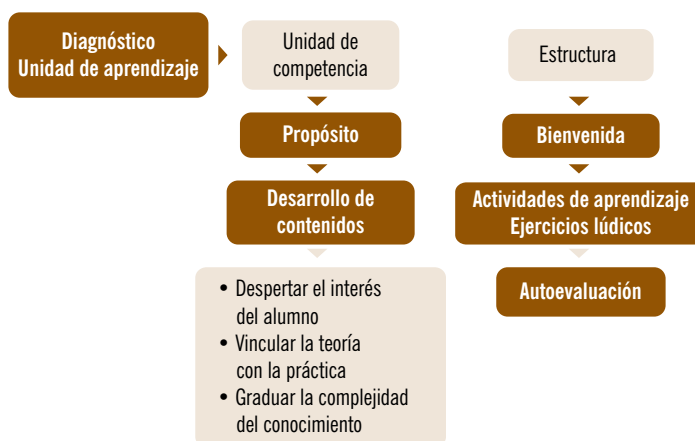 Diagnóstico
Unidad de aprendizaje
Unidad de
competencia
Propósito
Desarrollo de
contenidos
• Despertar el interés
del alumno
• Vincular la teoría
con la práctica
• Graduar la complejidad
del conocimiento
Estructura
Bienvenida
Actividades de aprendizaje
Ejercicios lúdicos
Autoevaluación